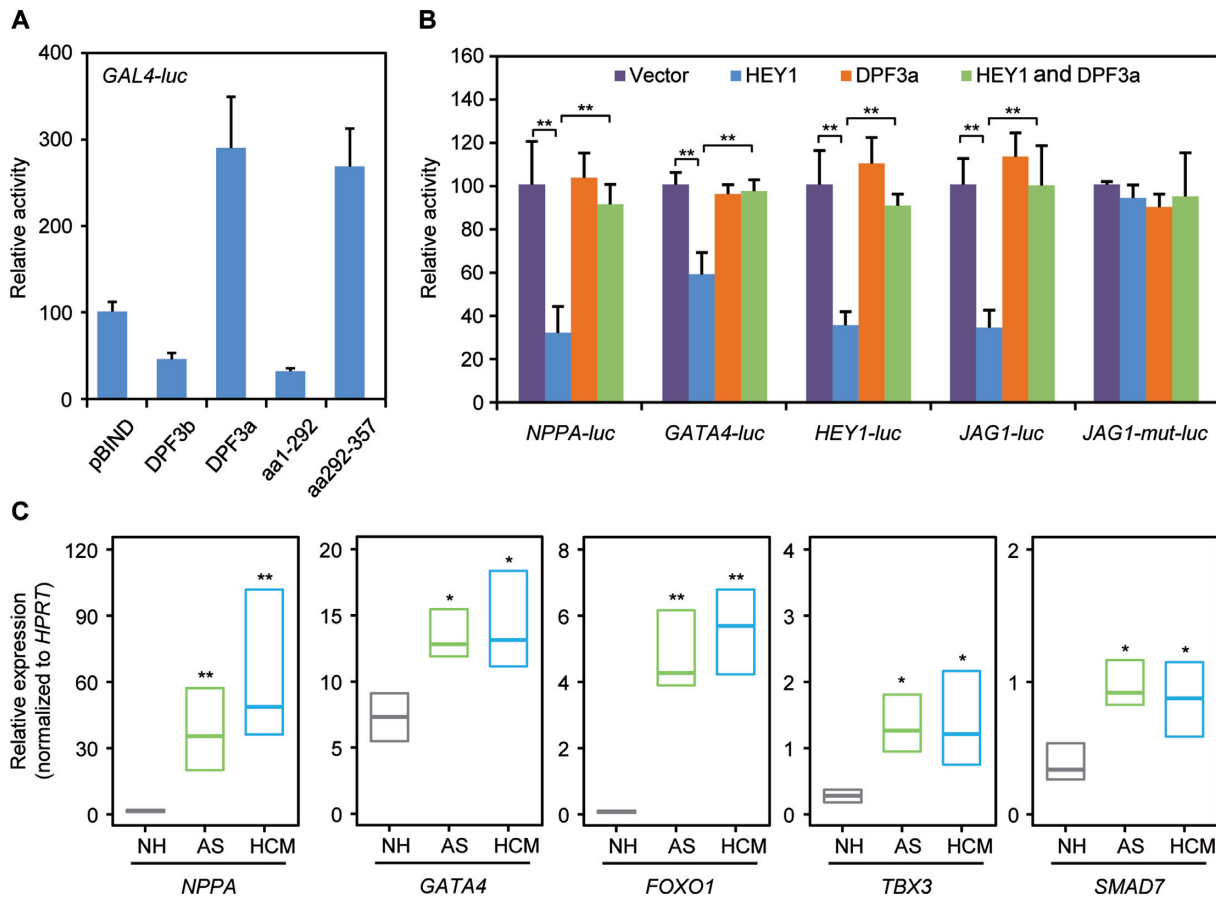 A
GAL4-luc
Relative activity
400
300
200
100
0
pBIND
DPF3b
DPF3a
aa1-292
aa292-357
B
Vector
HEY1
DPF3a
HEY1 and DPF3a
Relative activity
160
140
120
100
80
60
40
20
0
** ** ** ** ** ** ** **
NPPA-luc
GATA4-luc
HEY1-luc
JAG1-luc
JAG1-mut-luc
C
Relative expression
(normalized to HPRT)
120
90
60
30
0
** **
NH AS HCM
NPPA
20
15
10
5
0
* *
NH AS HCM
GATA4
8
6
4
2
0
** **
NH AS HCM
FOXO1
4
3
2
1
0
* *
NH AS HCM
TBX3
2
1
0
* *
NH AS HCM
SMAD7